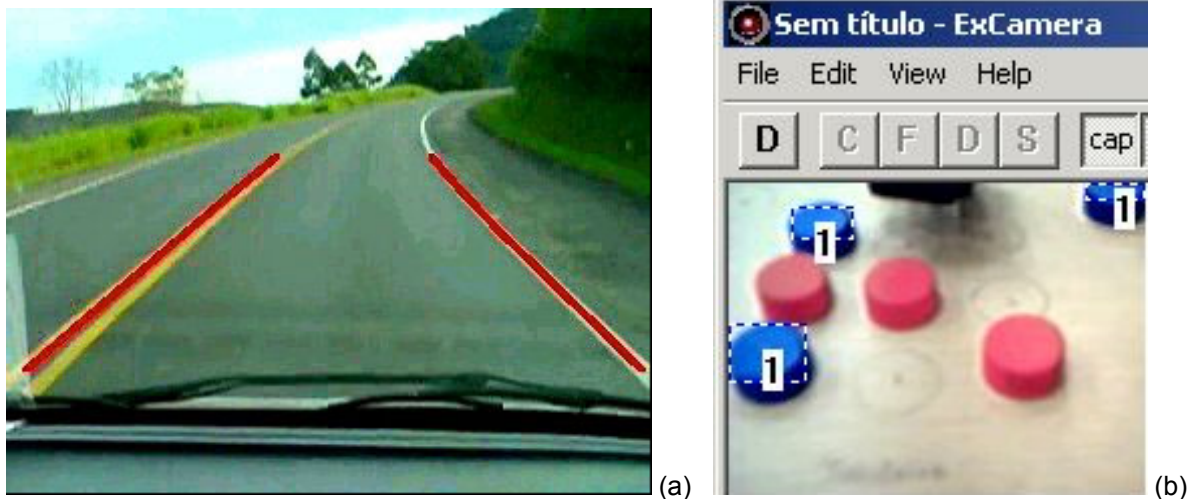 Sem título - ExCamera
File Edit View Help
D C F D S cap
1
1
1
(a) (b)